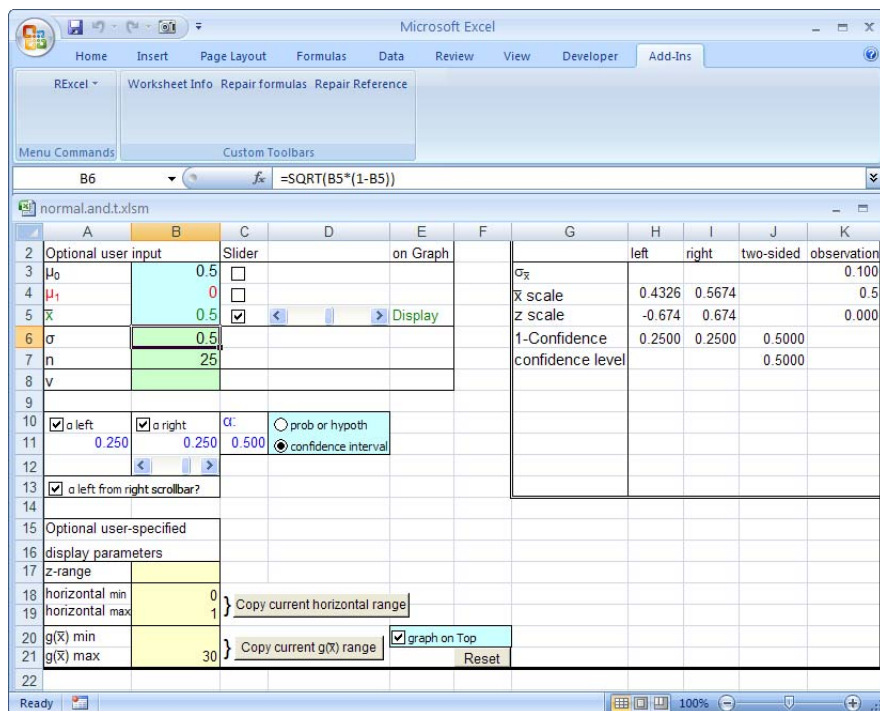 Microsoft Excel
Home Insert Page Layout Formulas Data Review View Developer Add-Ins
RExcel Worksheet Info Repair formulas Repair Reference
Menu Commands Custom Toolbars
B6 fx =SQRT(B5*(1-B5))
normal.and.t.xlsm
A B C D E F G H I J K
2 Optional user input Slider on Graph left right two-sided observation
3 μ0 0.5 σx̅ 0.100
4 μ1 0 x̅ scale 0.4326 0.5674 0.5
5 x̅ 0.5 Display z scale -0.674 0.674 0.000
6 σ 0.5 1-Confidence 0.2500 0.2500 0.5000
7 n 25 confidence level 0.5000
8 ν
9
10 α left α right α: prob or hypoth
11 0.250 0.250 0.500 confidence interval
12
13 α left from right scrollbar?
14
15 Optional user-specified
16 display parameters
17 z-range
18 horizontal min 0
19 horizontal max 1 } Copy current horizontal range
20 g(x̅) min graph on Top
21 g(x̅) max 30 } Copy current g(x̅) range Reset
22
Ready 100%